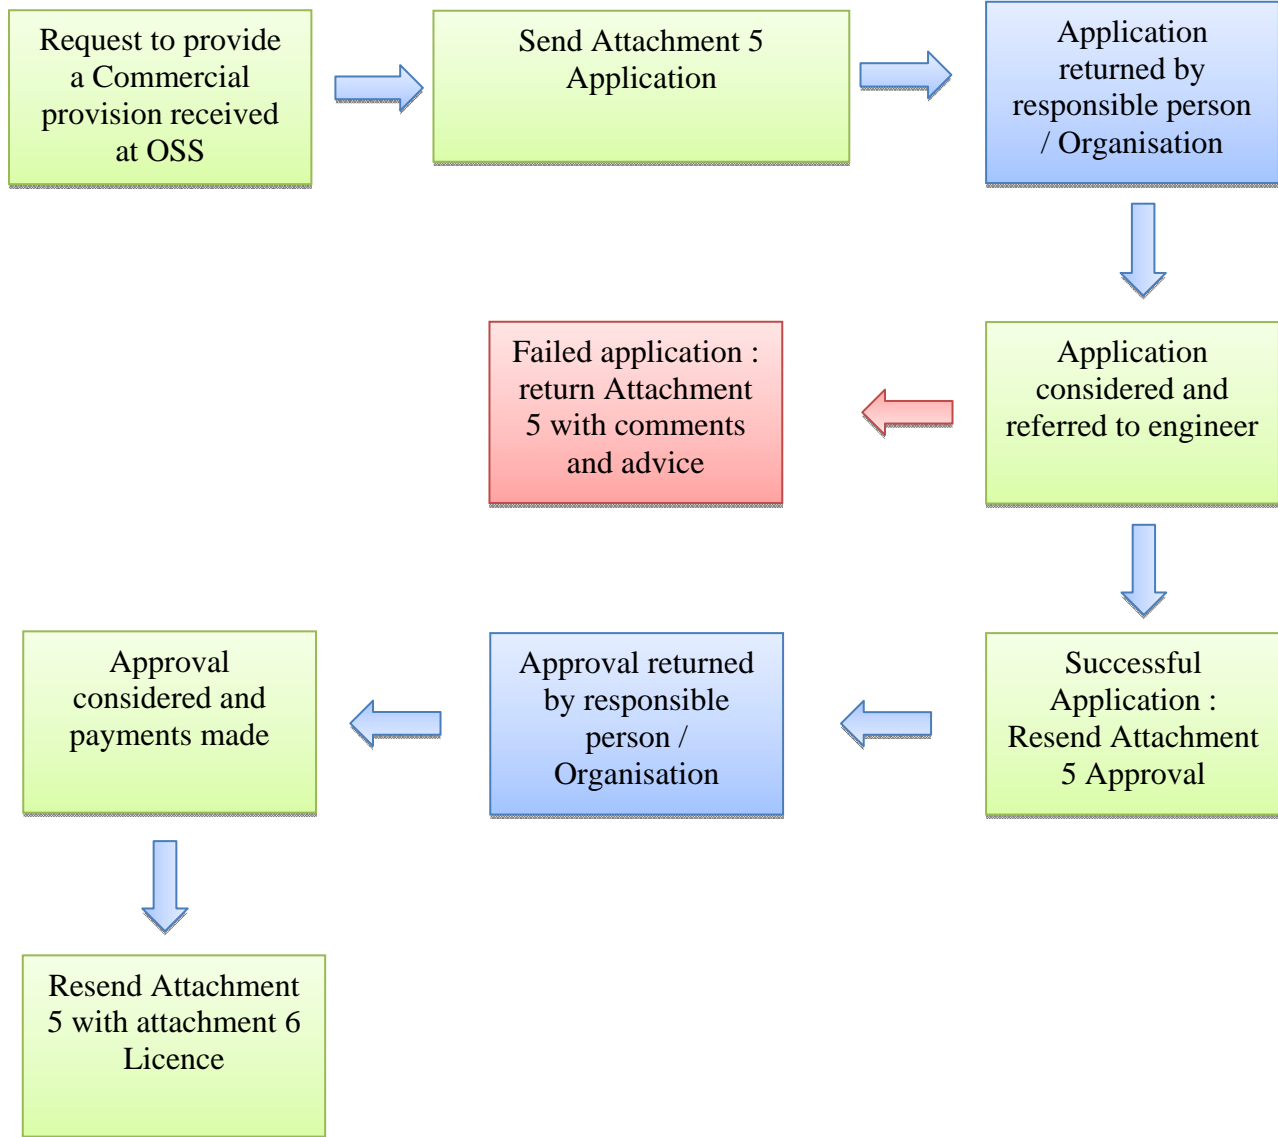 Request to provide
a Commercial
provision received
at OSS
Send Attachment 5
Application
Application
returned by
responsible person
/ Organisation
Failed application :
return Attachment
5 with comments
and advice
Application
considered and
referred to engineer
Approval
considered and
payments made
Approval returned
by responsible
person /
Organisation
Successful
Application :
Resend Attachment
5 Approval
Resend Attachment
5 with attachment 6
Licence